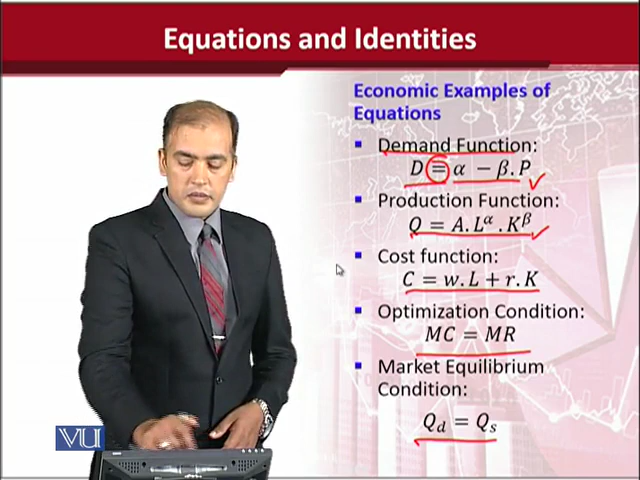 Equations and Identities
Economic Examples of
Equations
▪ Demand Function:
D = α − β.P
▪ Production Function:
Q = A.L^α.K^β
▪ Cost function:
C = w.L + r.K
▪ Optimization Condition:
MC = MR
▪ Market Equilibrium
Condition:
Q_d = Q_s
VU